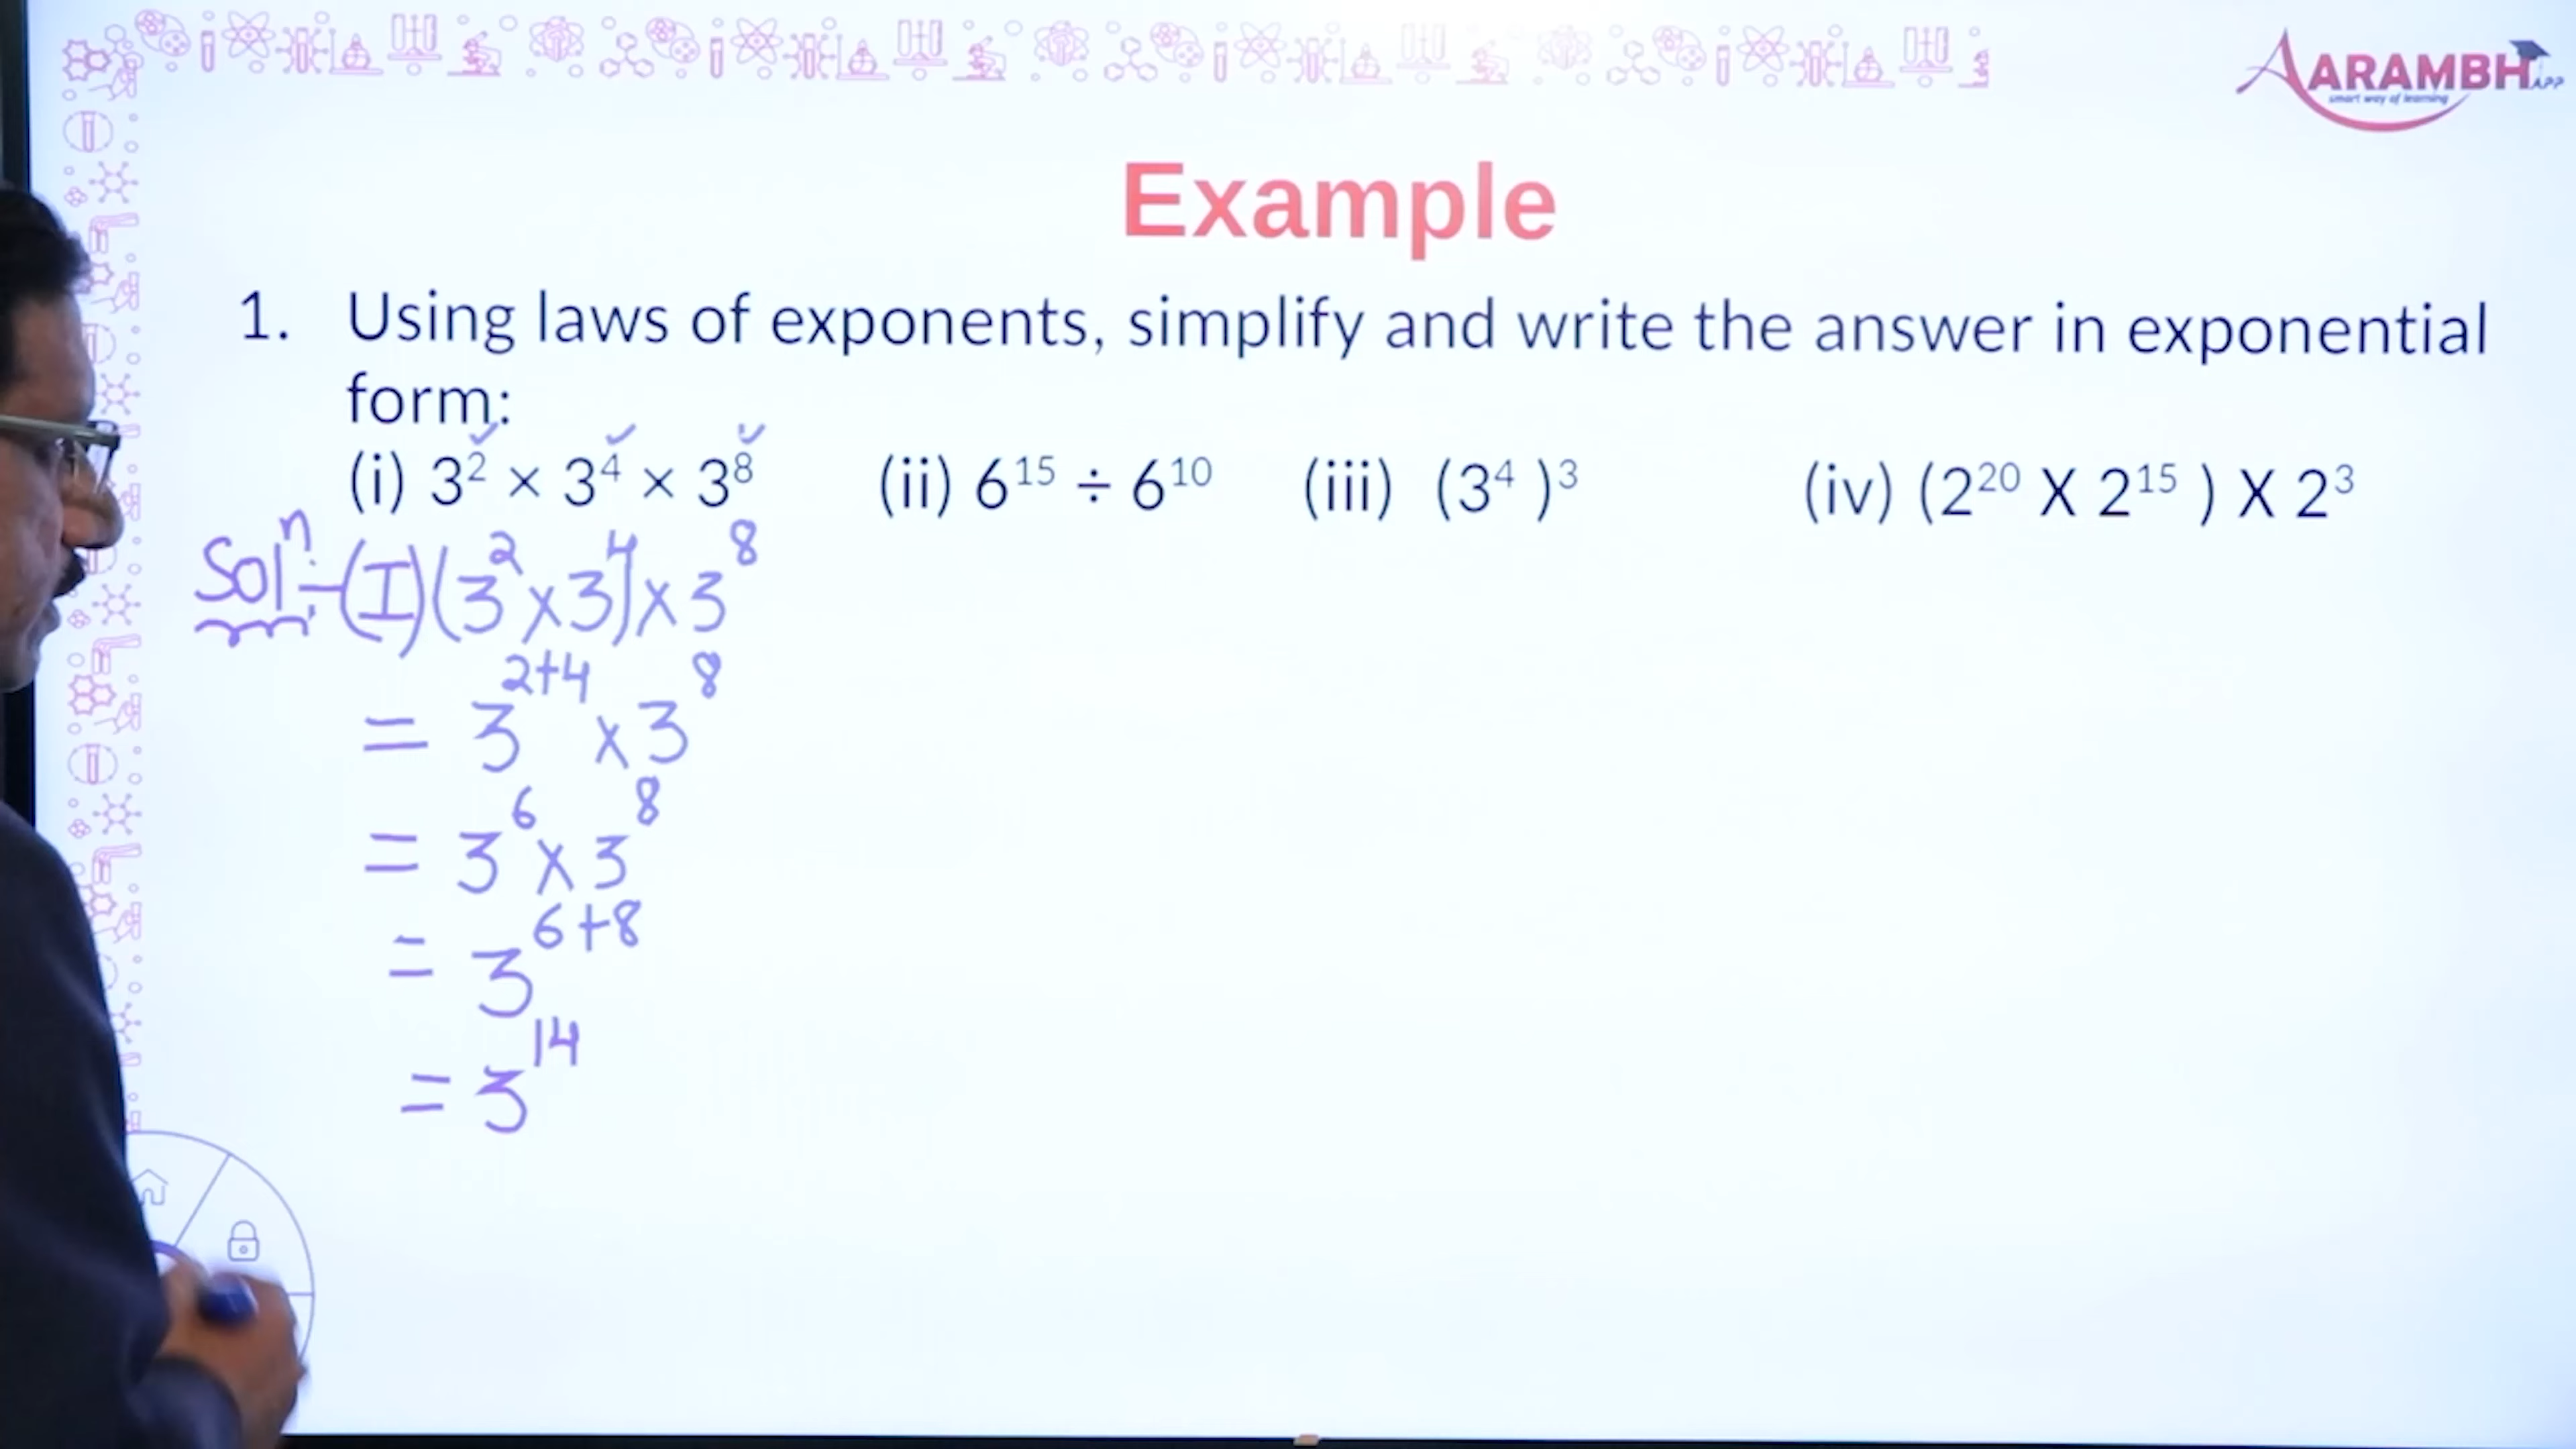 AARAMBH APP
smart way of learning
Example
1. Using laws of exponents, simplify and write the answer in exponential
form:
(i) 3² × 3⁴ × 3⁸ (ii) 6¹⁵ ÷ 6¹⁰ (iii) (3⁴ )³ (iv) (2²⁰ X 2¹⁵ ) X 2³
Solⁿ:- (I) (3² × 3⁴) × 3⁸
= 3²⁺⁴ × 3⁸
= 3⁶ × 3⁸
= 3⁶⁺⁸
= 3¹⁴